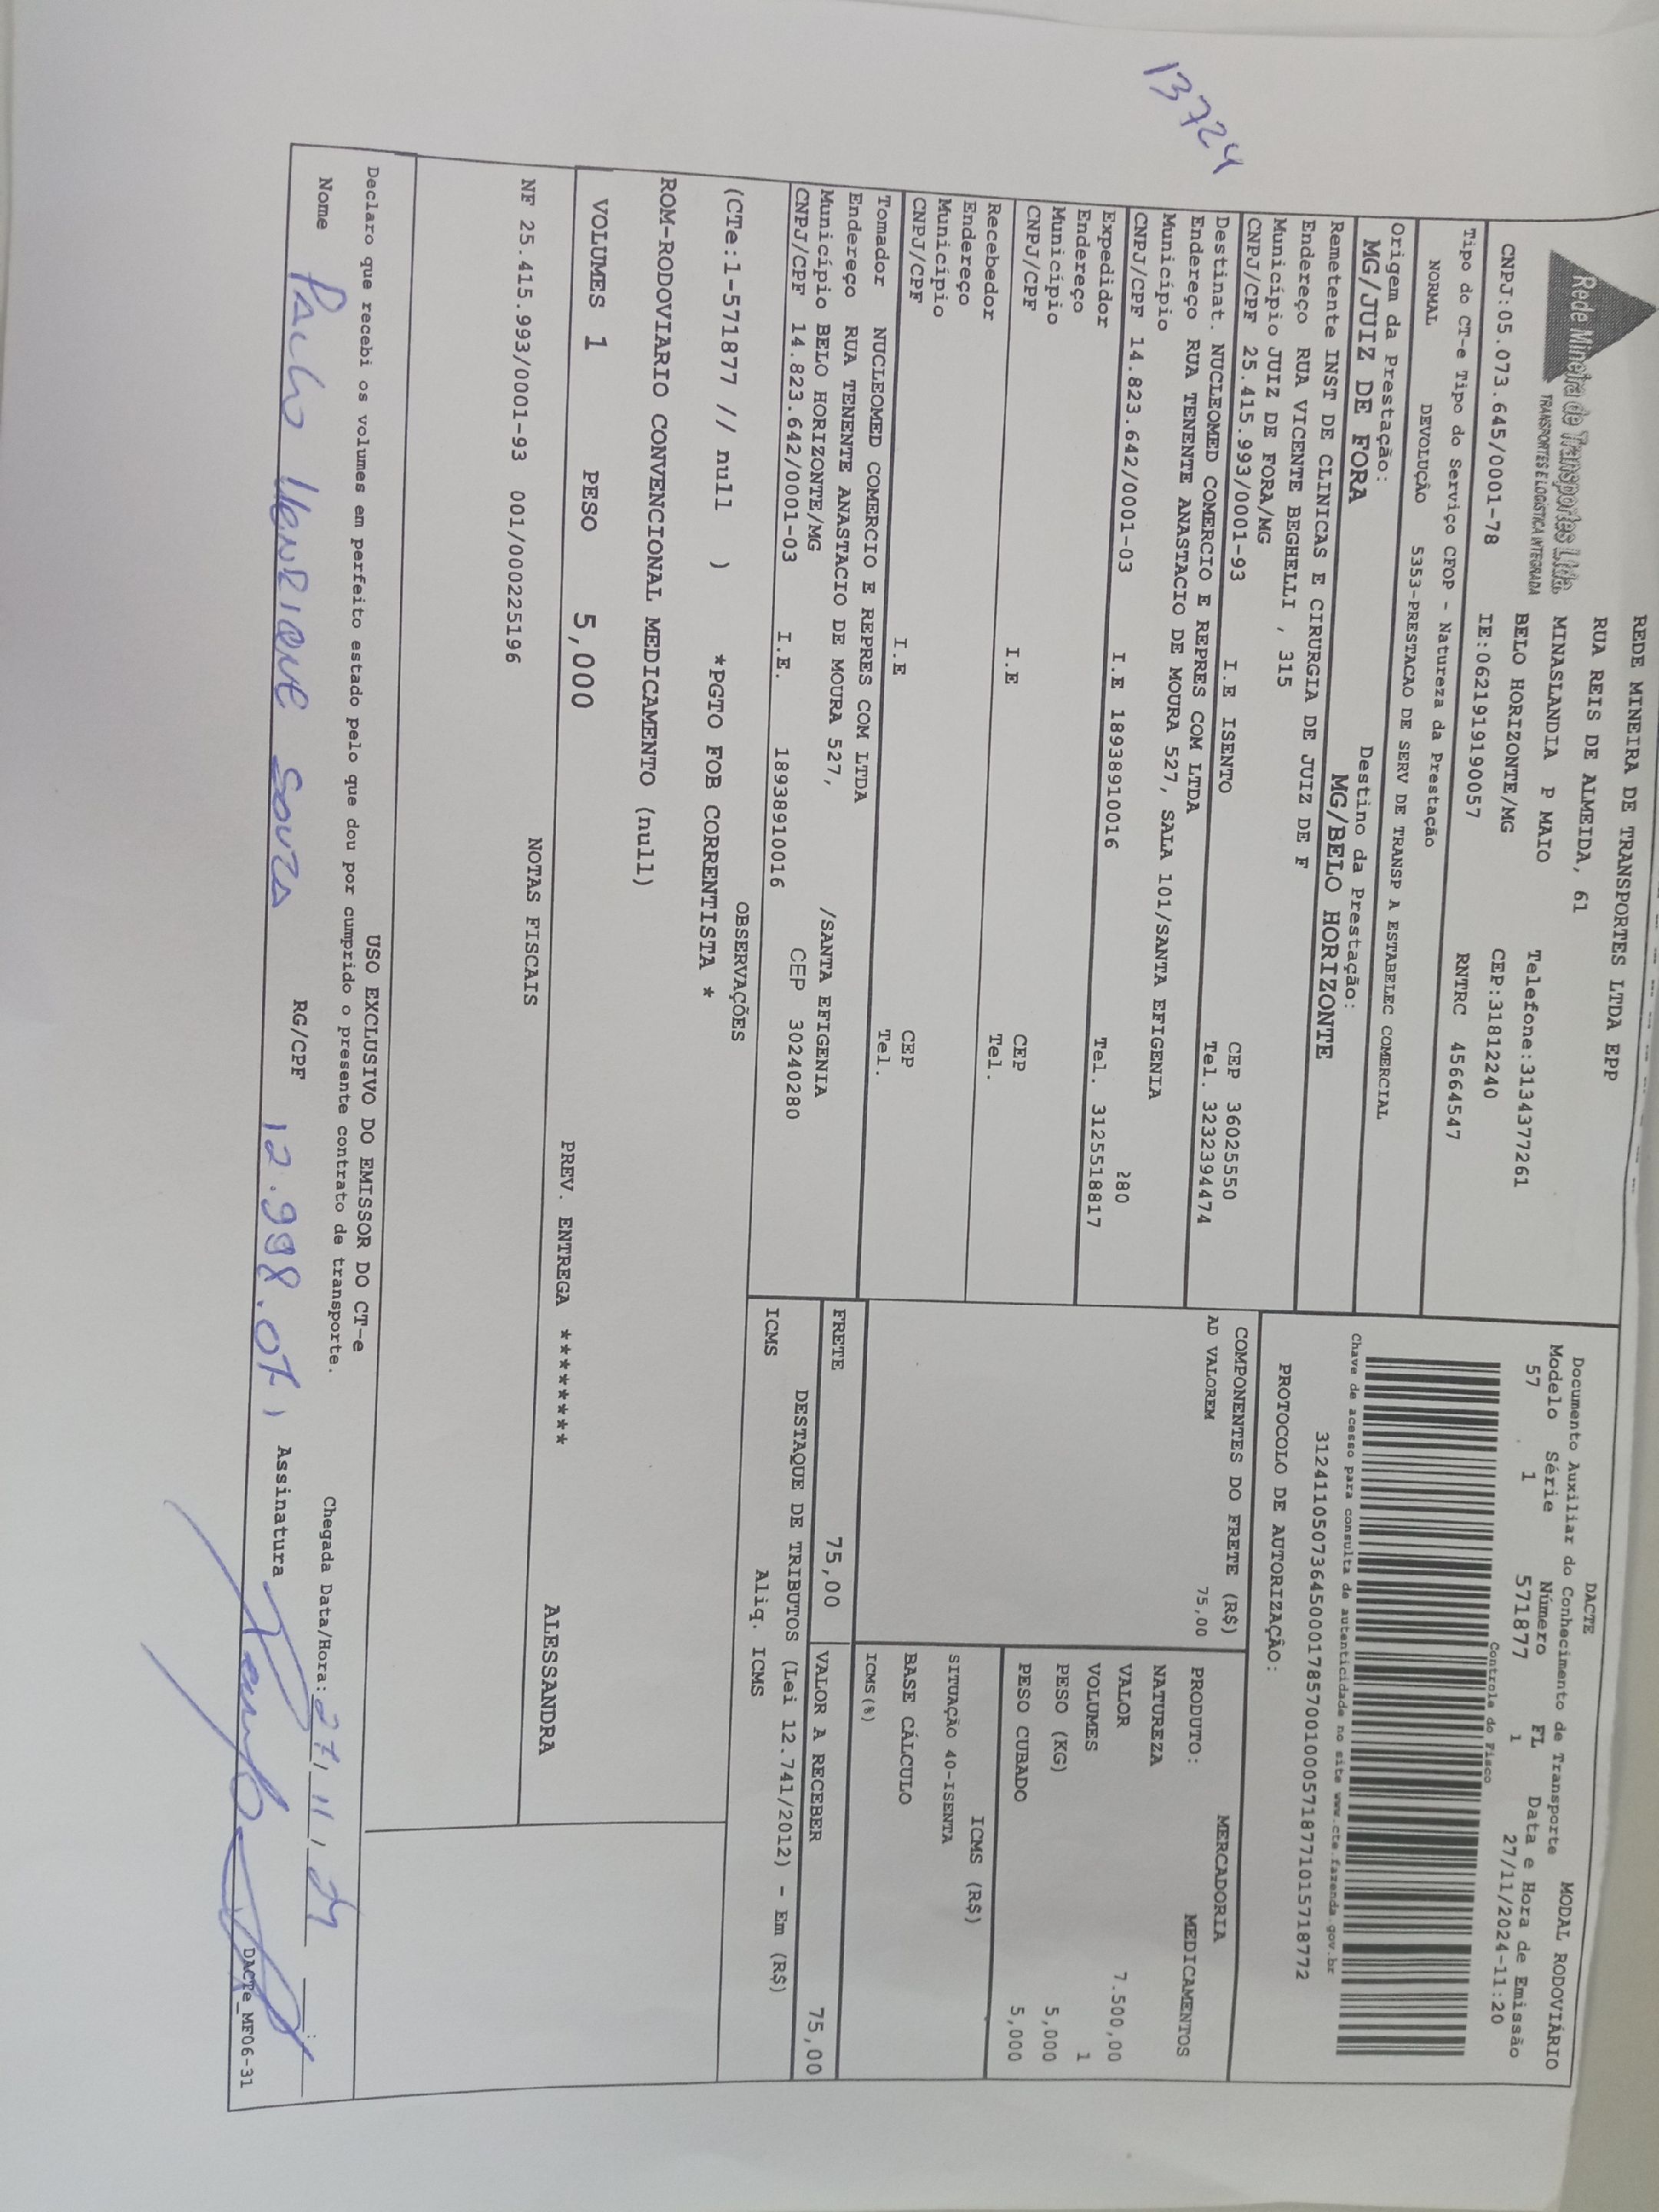 13724
Rede Mineira de Transportes Ltda.
TRANSPORTES E LOGÍSTICA INTEGRADA
REDE MINEIRA DE TRANSPORTES LTDA EPP
RUA REIS DE ALMEIDA, 61
MINASLANDIA P MAIO Telefone:3134377261
BELO HORIZONTE/MG CEP:31812240
CNPJ:05.073.645/0001-78 IE:0621919190057 RNTRC 45664547
Tipo do CT-e Tipo do Serviço CFOP - Natureza da Prestação
NORMAL DEVOLUÇÃO 5353-PRESTACAO DE SERV DE TRANSP A ESTABELEC COMERCIAL
Origem da Prestação: Destino da Prestação:
MG/JUIZ DE FORA MG/BELO HORIZONTE
Remetente INST DE CLINICAS E CIRURGIA DE JUIZ DE F
Endereço RUA VICENTE BEGHELLI , 315
Município JUIZ DE FORA/MG CEP 36025550
CNPJ/CPF 25.415.993/0001-93 I.E ISENTO Tel. 3232394474
Destinat. NUCLEOMED COMERCIO E REPRES COM LTDA
Endereço RUA TENENTE ANASTACIO DE MOURA 527, SALA 101/SANTA EFIGENIA
Município 280
CNPJ/CPF 14.823.642/0001-03 I.E 18938910016 Tel. 3125518817
Expedidor
Endereço
Município CEP
CNPJ/CPF I.E Tel.
Recebedor
Endereço
Município CEP
CNPJ/CPF I.E Tel.
Tomador NUCLEOMED COMERCIO E REPRES COM LTDA
Endereço RUA TENENTE ANASTACIO DE MOURA 527, /SANTA EFIGENIA
Município BELO HORIZONTE/MG CEP 30240280
CNPJ/CPF 14.823.642/0001-03 I.E. 18938910016
DACTE MODAL RODOVIÁRIO
Documento Auxiliar do Conhecimento de Transporte
Modelo Série Número FL Data e Hora de Emissão
57 1 571877 1 27/11/2024-11:20
Controle do Fisco
Chave de acesso para consulta de autenticidade no site www.cte.fazenda.gov.br
31241105073645000178570010005718771015718772
PROTOCOLO DE AUTORIZAÇÃO:
COMPONENTES DO FRETE (R$)
AD VALOREM 75,00
MERCADORIA
PRODUTO: MEDICAMENTOS
NATUREZA
VALOR 7.500,00
VOLUMES 1
PESO (KG) 5,000
PESO CUBADO 5,000
ICMS (R$)
SITUAÇÃO 40-ISENTA
BASE CÁLCULO
ICMS(%)
FRETE 75,00 VALOR A RECEBER 75,00
DESTAQUE DE TRIBUTOS (Lei 12.741/2012) - Em (R$)
ICMS Aliq. ICMS
OBSERVAÇÕES
(CTe:1-571877 // null ) *PGTO FOB CORRENTISTA *
ROM-RODOVIARIO CONVENCIONAL MEDICAMENTO (null)
VOLUMES 1 PESO 5,000 PREV. ENTREGA ******** ALESSANDRA
NOTAS FISCAIS
NF 25.415.993/0001-93 001/000225196
USO EXCLUSIVO DO EMISSOR DO CT-e
Declaro que recebi os volumes em perfeito estado pelo que dou por cumprido o presente contrato de transporte.
Chegada Data/Hora: 27/11/24 __:__
Nome Paulo Henrique Souza RG/CPF 12.998.071 Assinatura
DACTe_MF06-31